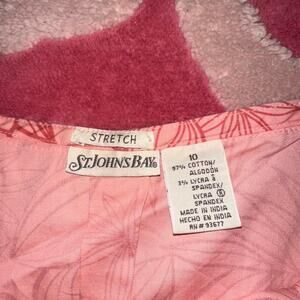 STRETCH
ST. JOHN'S BAY®
10
97% COTTON/
ALGODÓN
3% LYCRA ®
SPANDEX/
LYCRA ®
SPANDEX
MADE IN INDIA
HECHO EN INDIA
RN# 93677